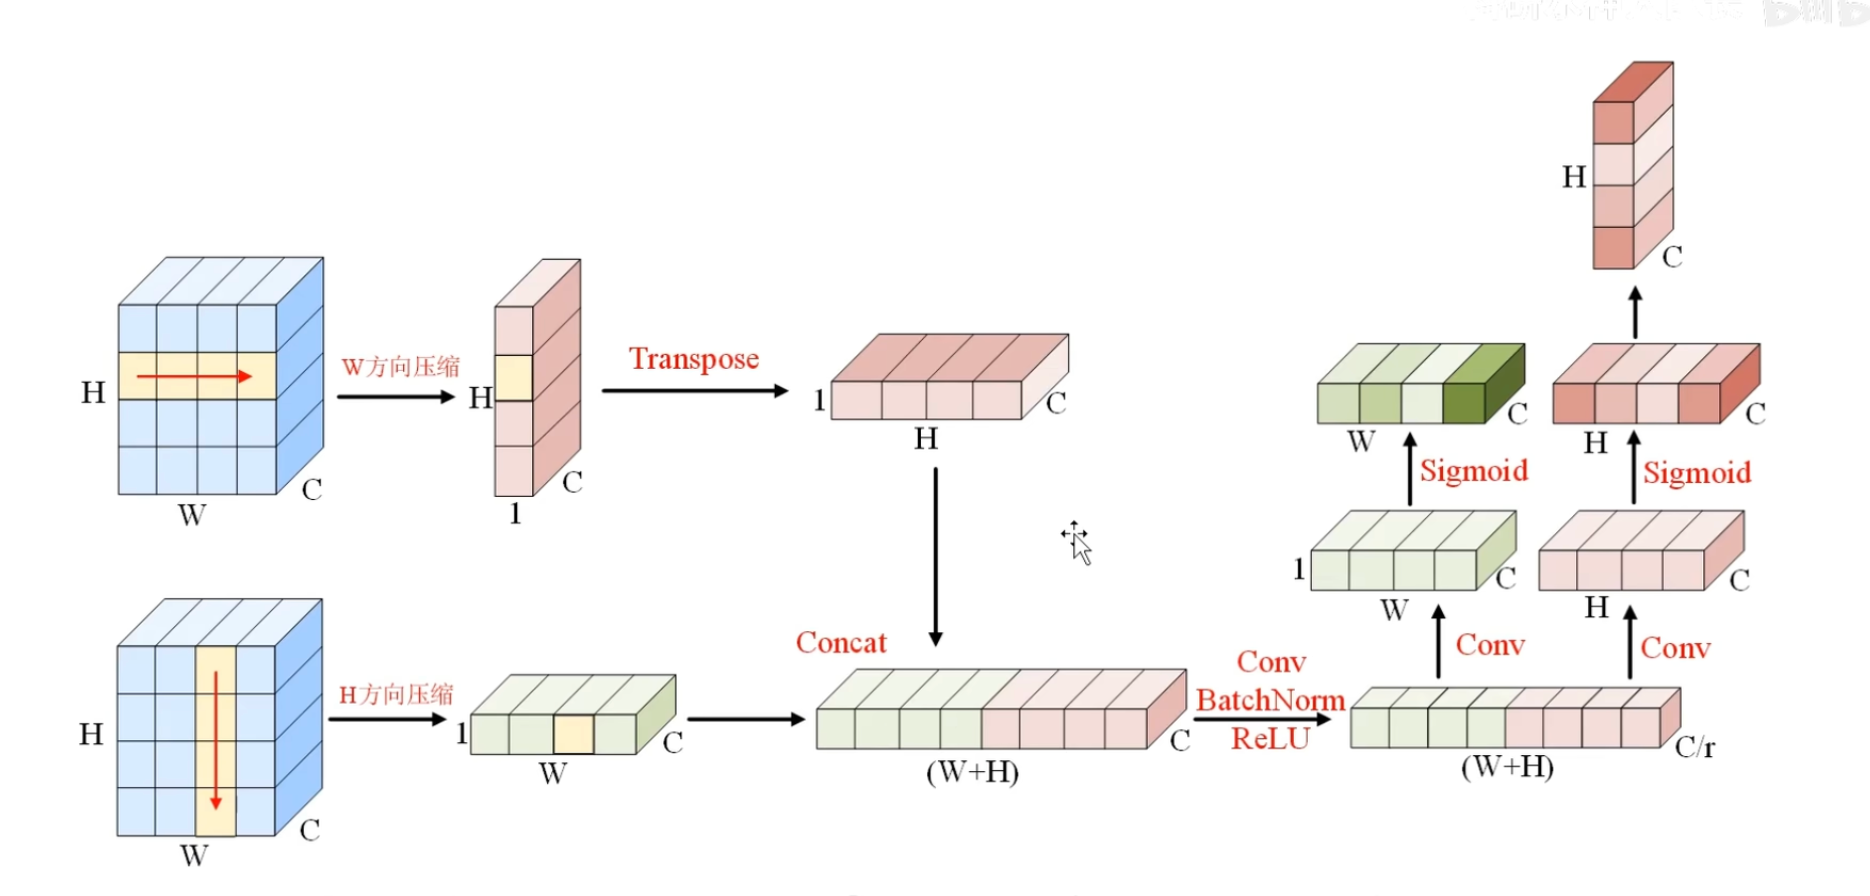 H
C
H
W方向压缩
H
C
1
W
Transpose
1
C
H
C
W
C
H
C
Sigmoid
Sigmoid
1
C
W
C
H
Conv
Conv
H
H方向压缩
1
C
W
C
W
Concat
C
(W+H)
Conv
BatchNorm
ReLU
C/r
(W+H)